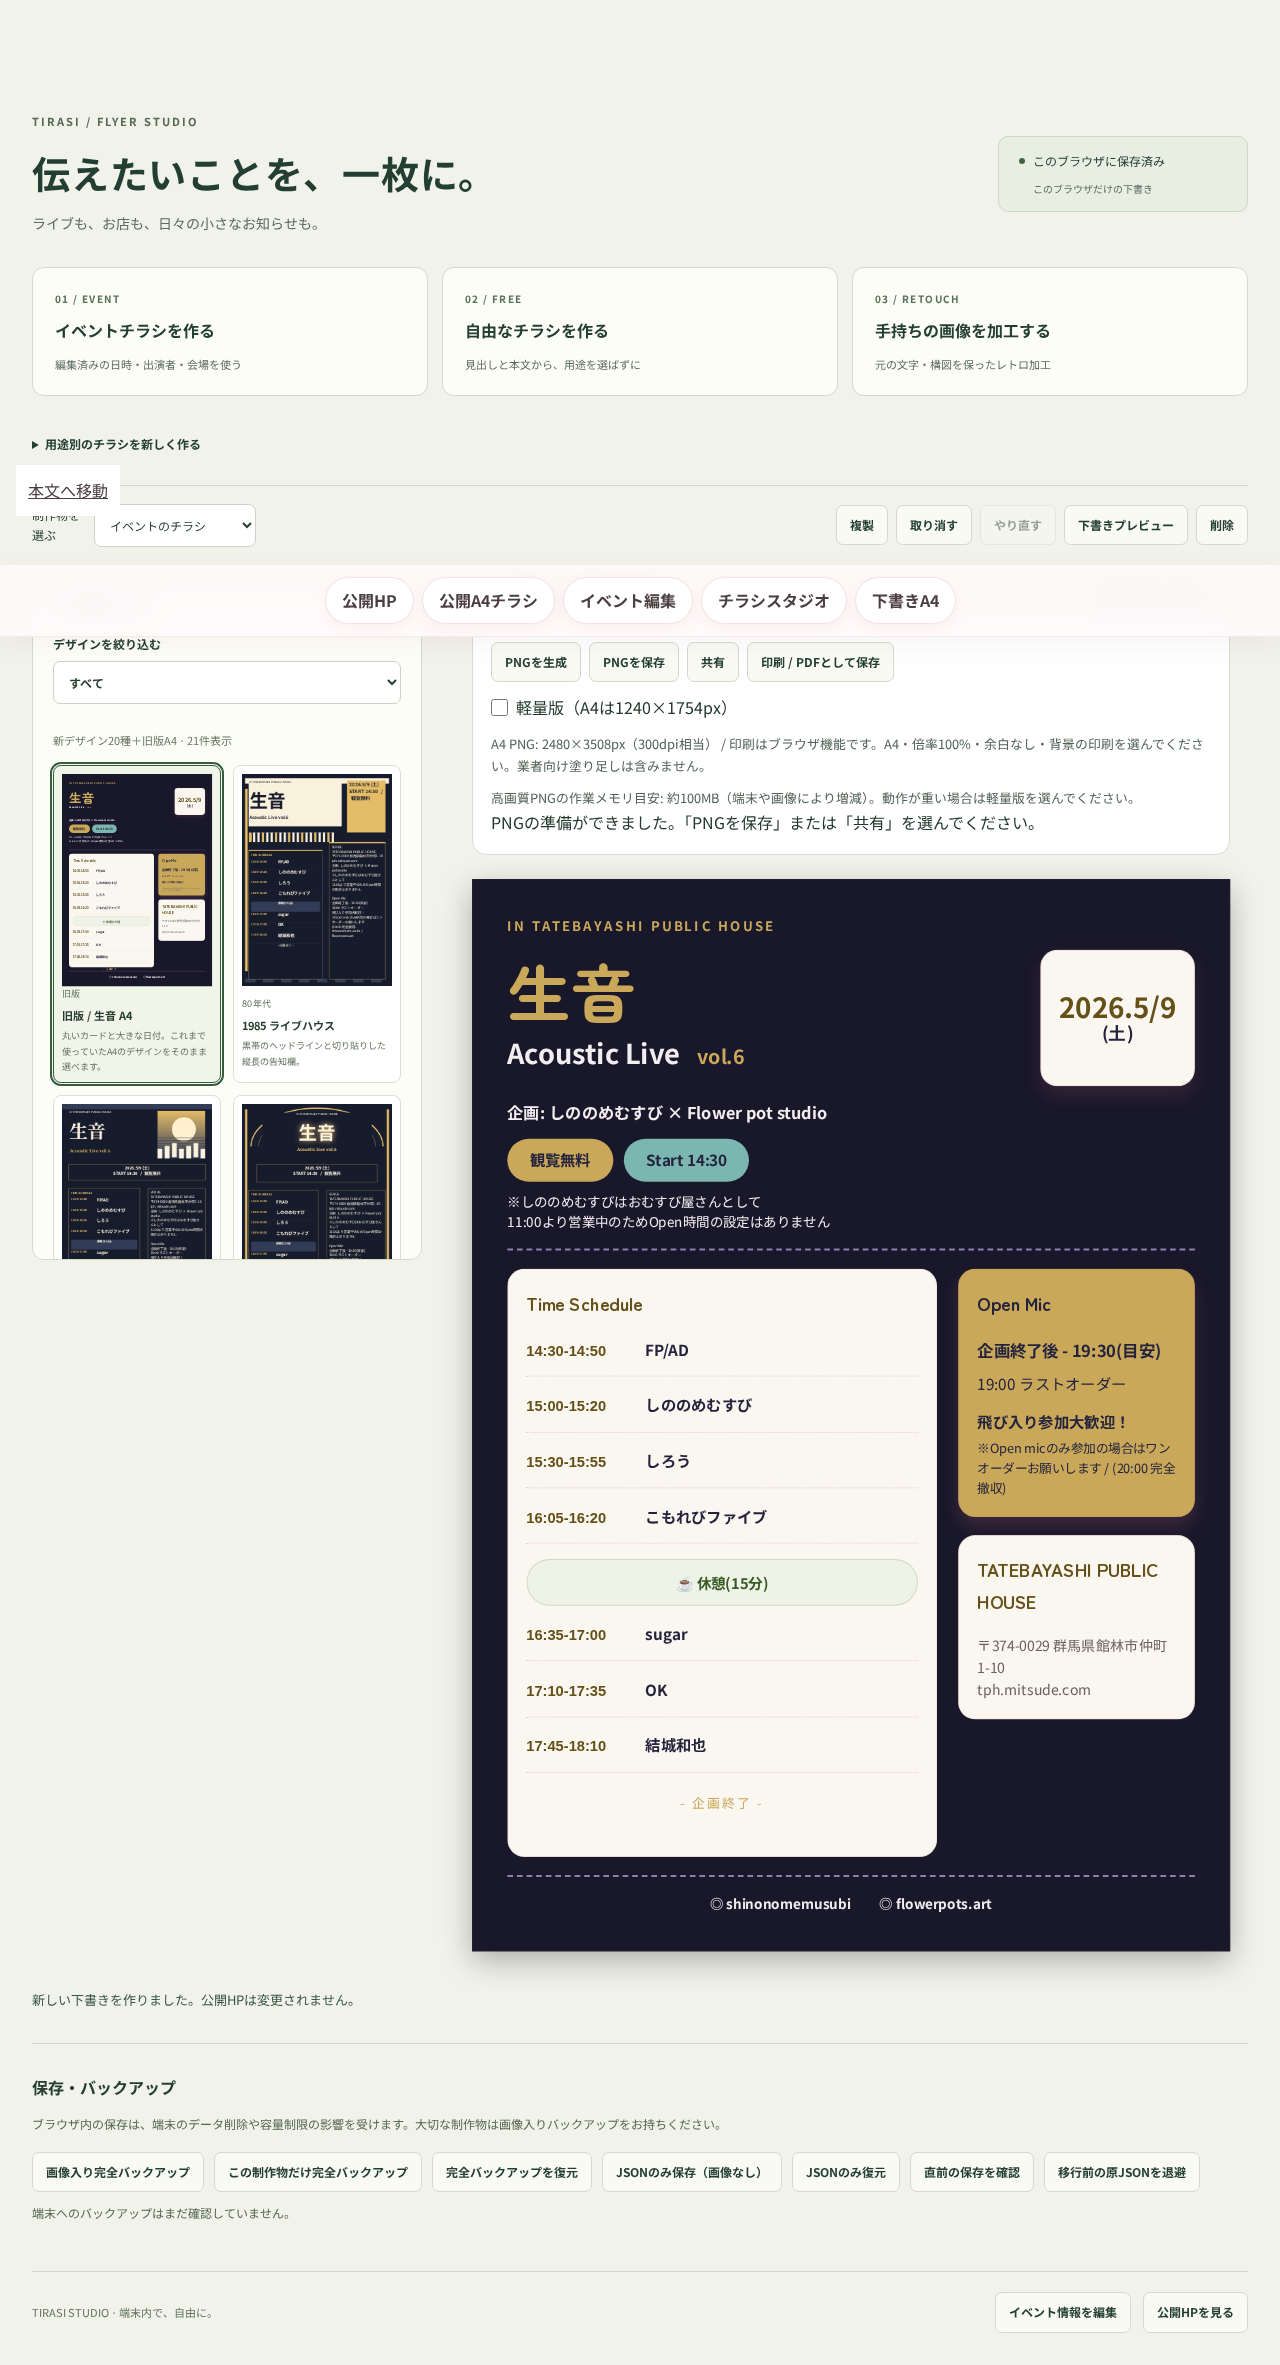 TIRASI / FLYER STUDIO
伝えたいことを、一枚に。
ライブも、お店も、日々の小さなお知らせも。
このブラウザに保存済み
このブラウザだけの下書き
01 / EVENT
イベントチラシを作る
編集済みの日時・出演者・会場を使う
02 / FREE
自由なチラシを作る
見出しと本文から、用途を選ばずに
03 / RETOUCH
手持ちの画像を加工する
元の文字・構図を保ったレトロ加工
用途別のチラシを新しく作る
本文へ移動
制作物を
選ぶ
イベントのチラシ
複製
取り消す
やり直す
下書きプレビュー
削除
公開HP
公開A4チラシ
イベント編集
チラシスタジオ
下書きA4
デザインを絞り込む
すべて
新デザイン20種＋旧版A4 · 21件表示
旧版
旧版 / 生音 A4
丸いカードと大きな日付。これまで
使っていたA4のデザインをそのまま
選べます。
80年代
1985 ライブハウス
黒帯のヘッドラインと切り貼りした
縦長の告知欄。
PNGを生成
PNGを保存
共有
印刷 / PDFとして保存
軽量版（A4は1240×1754px）
A4 PNG: 2480×3508px（300dpi相当） / 印刷はブラウザ機能です。A4・倍率100%・余白なし・背景の印刷を選んでくださ
い。業者向け塗り足しは含みません。
高画質PNGの作業メモリ目安: 約100MB（端末や画像により増減）。動作が重い場合は軽量版を選んでください。
PNGの準備ができました。「PNGを保存」または「共有」を選んでください。
IN TATEBAYASHI PUBLIC HOUSE
生音
Acoustic Live vol.6
2026.5/9
(土)
企画: しののめむすび × Flower pot studio
観覧無料
Start 14:30
※しののめむすびはおむすび屋さんとして
11:00より営業中のためOpen時間の設定はありません
Time Schedule
14:30-14:50 FP/AD
15:00-15:20 しののめむすび
15:30-15:55 しろう
16:05-16:20 こもれびファイブ
☕ 休憩(15分)
16:35-17:00 sugar
17:10-17:35 OK
17:45-18:10 結城和也
- 企画終了 -
Open Mic
企画終了後 - 19:30(目安)
19:00 ラストオーダー
飛び入り参加大歓迎！
※Open micのみ参加の場合はワン
オーダーお願いします / (20:00 完全
撤収)
TATEBAYASHI PUBLIC
HOUSE
〒374-0029 群馬県館林市仲町
1-10
tph.mitsude.com
◎ shinonomemusubi
◎ flowerpots.art
新しい下書きを作りました。公開HPは変更されません。
保存・バックアップ
ブラウザ内の保存は、端末のデータ削除や容量制限の影響を受けます。大切な制作物は画像入りバックアップをお持ちください。
画像入り完全バックアップ
この制作物だけ完全バックアップ
完全バックアップを復元
JSONのみ保存（画像なし）
JSONのみ復元
直前の保存を確認
移行前の原JSONを退避
端末へのバックアップはまだ確認していません。
TIRASI STUDIO · 端末内で、自由に。
イベント情報を編集
公開HPを見る